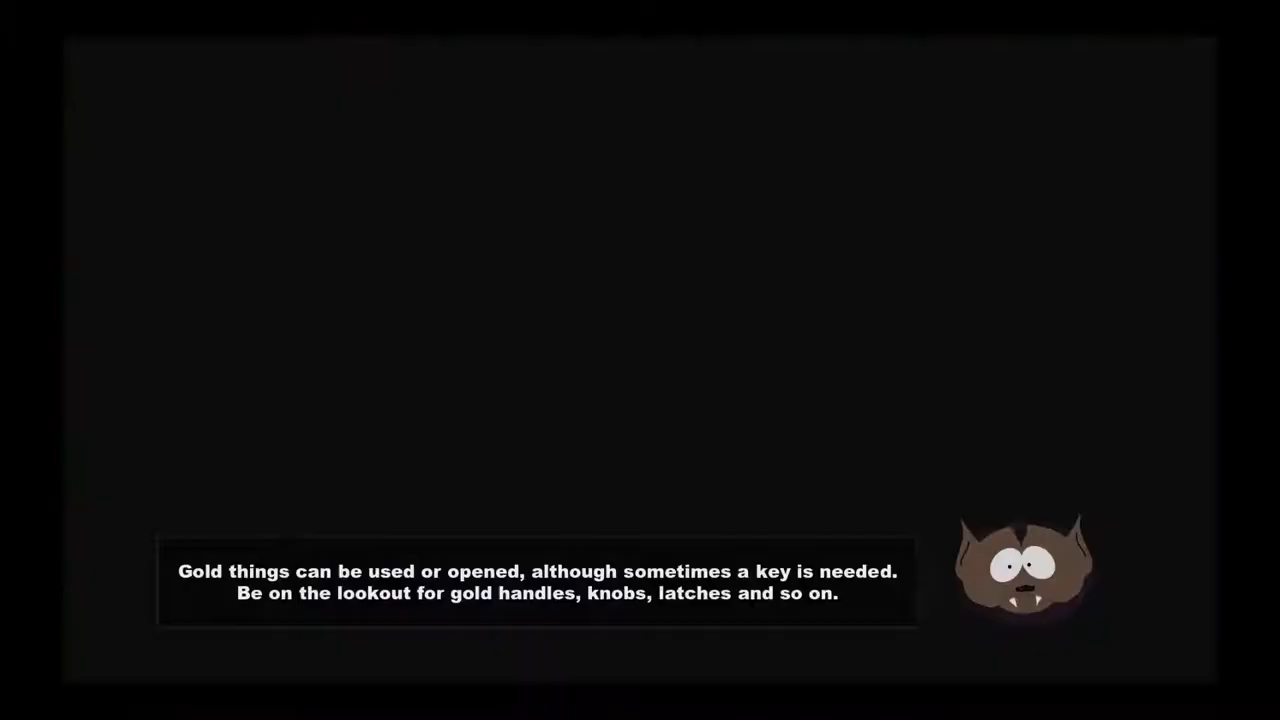 Gold things can be used or opened, although sometimes a key is needed.
Be on the lookout for gold handles, knobs, latches and so on.